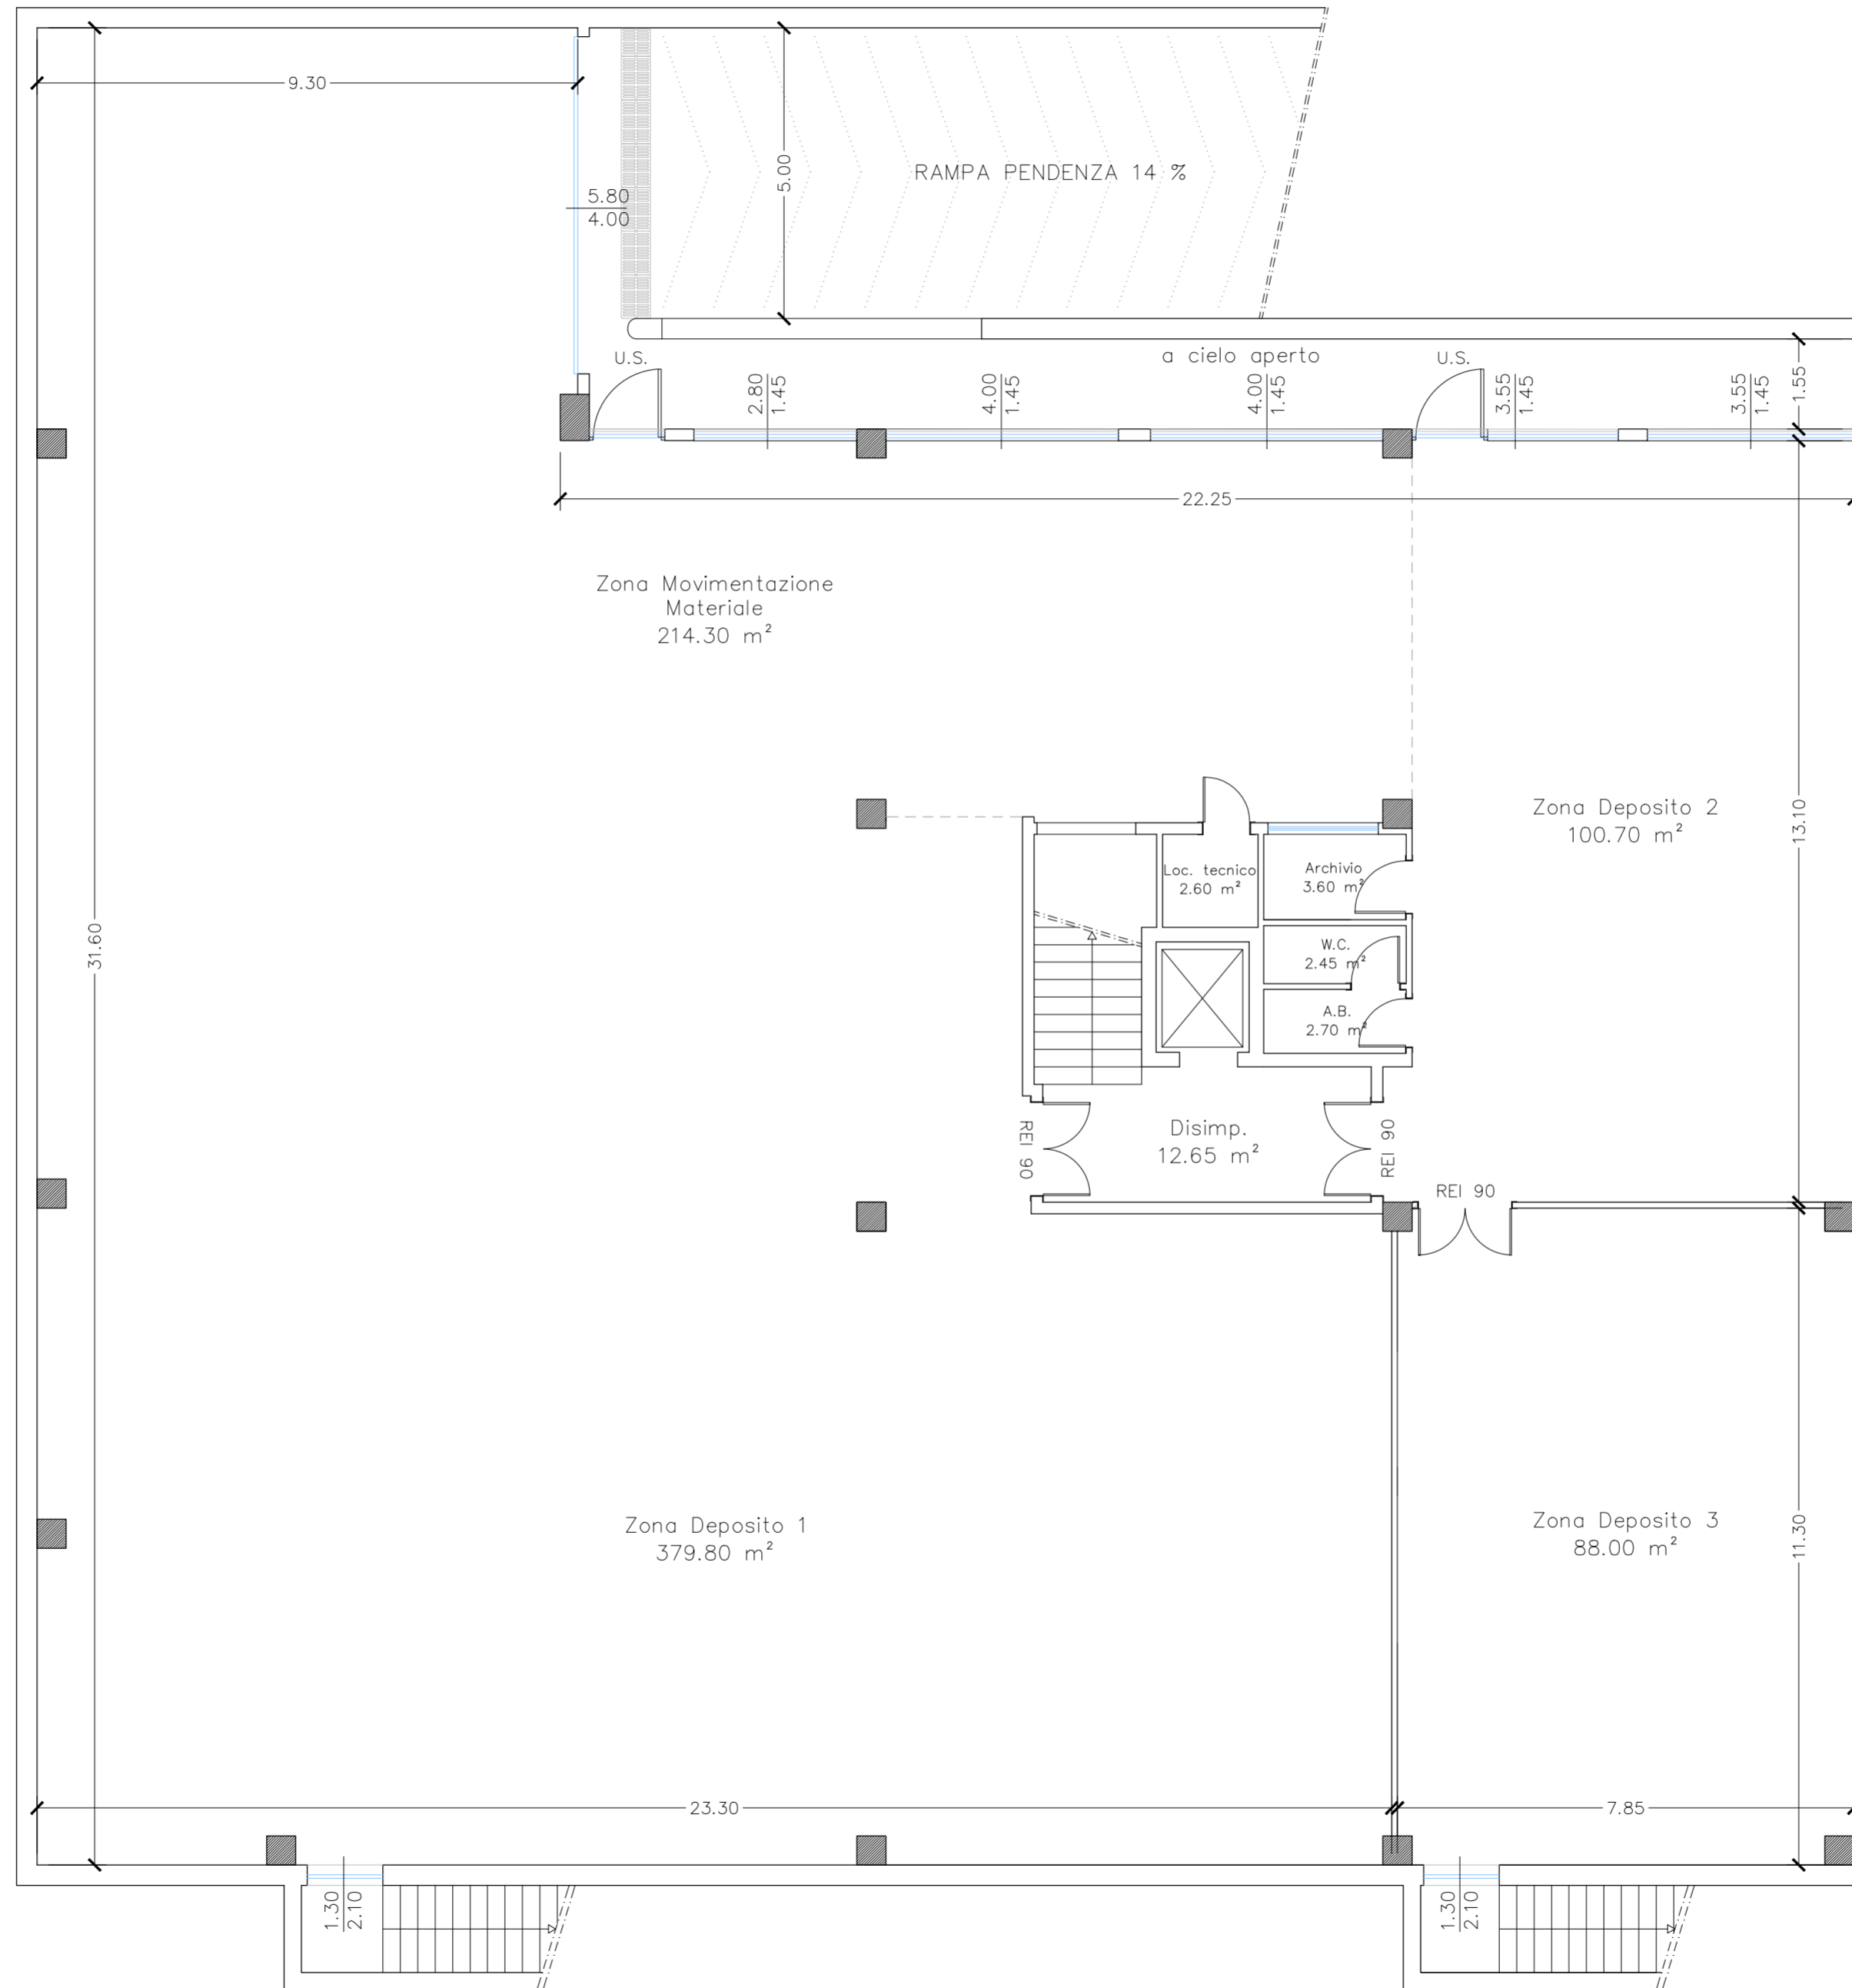 9.30
5.00
RAMPA PENDENZA 14 %
5.80
4.00
U.S.
a cielo aperto
U.S.
2.80
1.45
4.00
1.45
4.00
1.45
3.55
1.45
3.55
1.45
1.55
22.25
Zona Movimentazione
Materiale
214.30 m²
31.60
Zona Deposito 2
100.70 m²
13.10
Loc. tecnico
2.60 m²
Archivio
3.60 m²
W.C.
2.45 m²
A.B.
2.70 m²
REI 90
Disimp.
12.65 m²
REI 90
REI 90
Zona Deposito 1
379.80 m²
Zona Deposito 3
88.00 m²
11.30
23.30
7.85
1.30
2.10
1.30
2.10